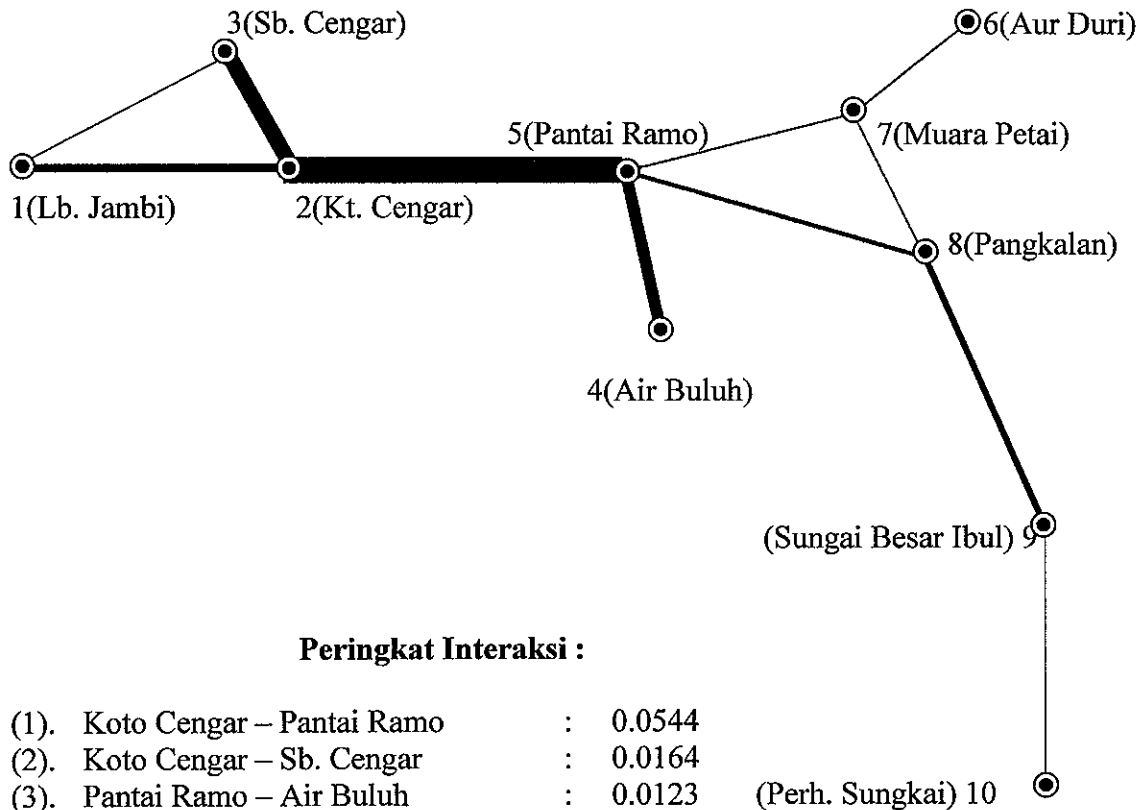 3(Sb. Cengar)
6(Aur Duri)
5(Pantai Ramo)
7(Muara Petai)
1(Lb. Jambi)
2(Kt. Cengar)
8(Pangkalan)
4(Air Buluh)
(Sungai Besar Ibul) 9
Peringkat Interaksi :
(1). Koto Cengar – Pantai Ramo : 0.0544
(2). Koto Cengar – Sb. Cengar : 0.0164
(3). Pantai Ramo – Air Buluh : 0.0123
(Perh. Sungkai) 10